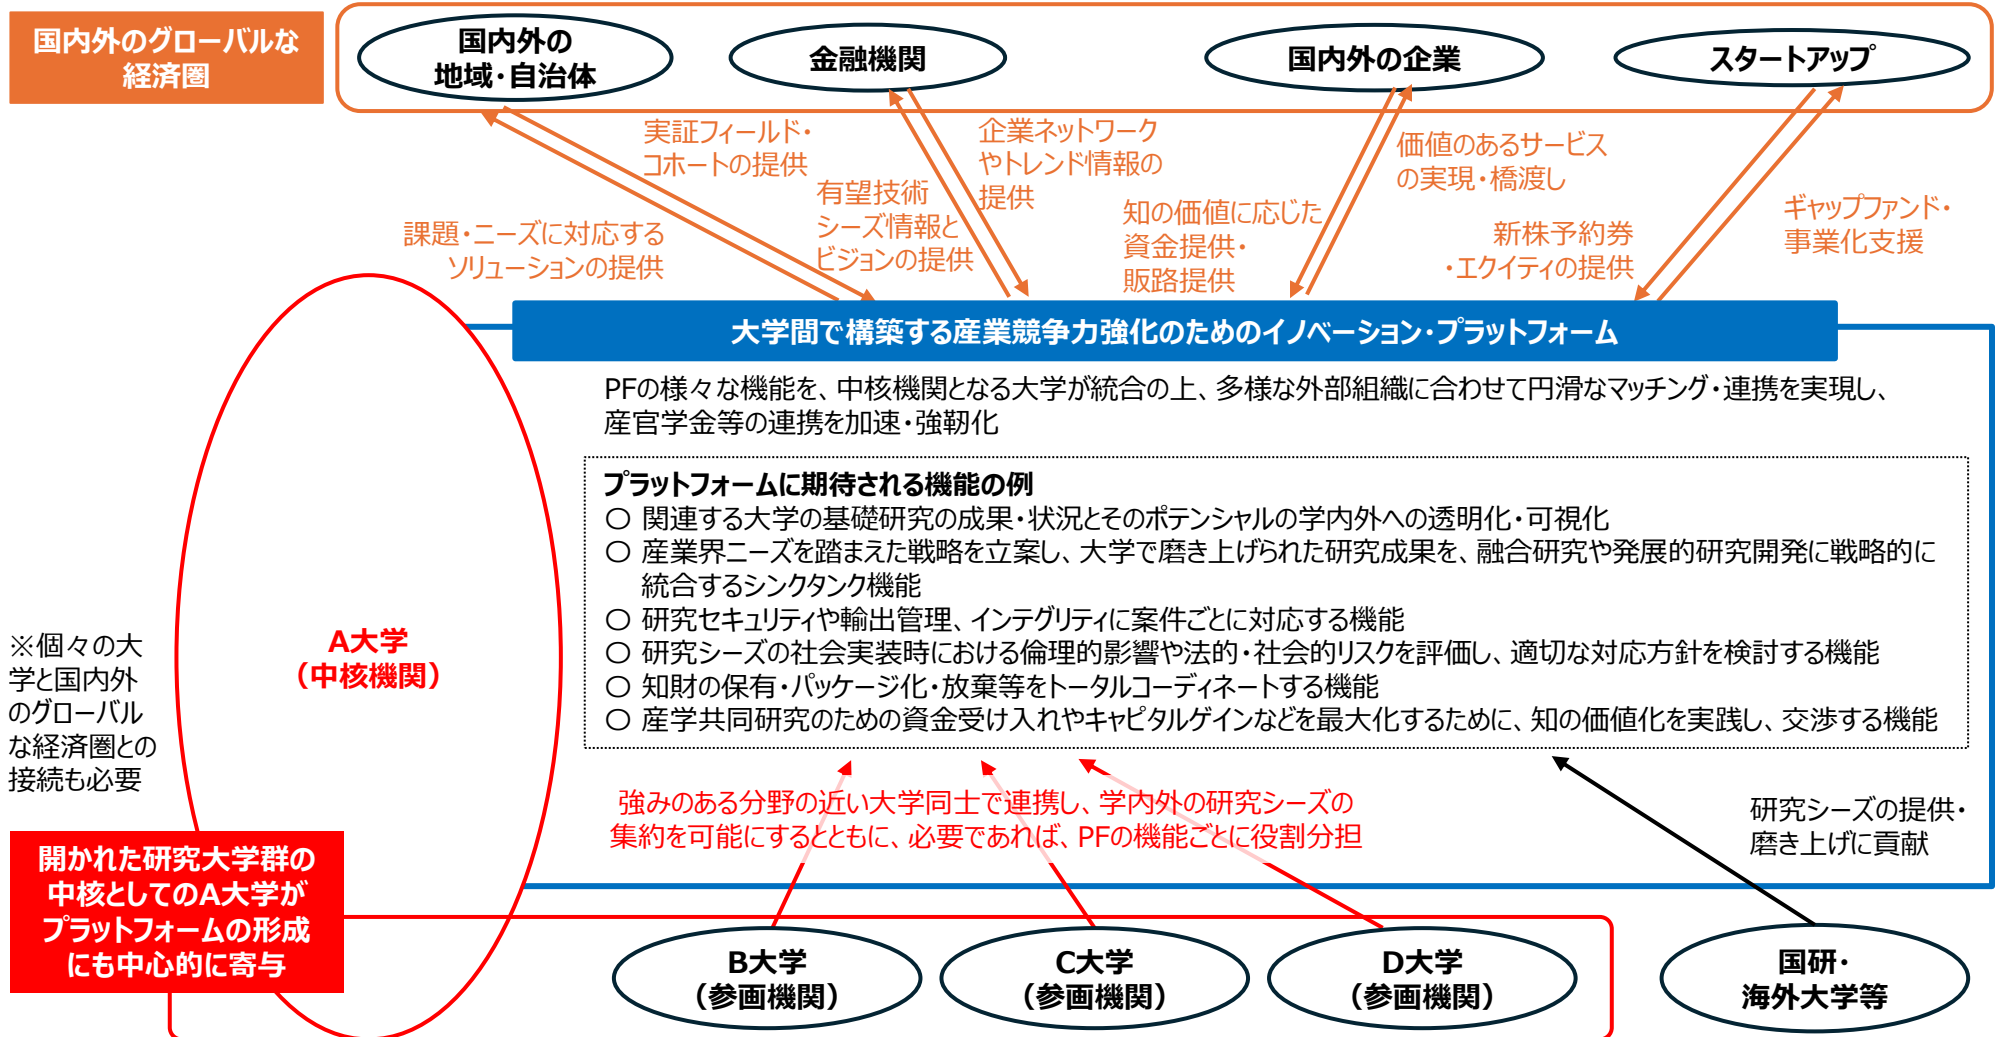 国内外のグローバルな
経済圏
国内外の
地域・自治体
金融機関
国内外の企業
スタートアップ
実証フィールド・
コホートの提供
企業ネットワーク
やトレンド情報の
提供
価値のあるサービス
の実現・橋渡し
有望技術
シーズ情報と
ビジョンの提供
知の価値に応じた
資金提供・
販路提供
ギャップファンド・
事業化支援
課題・ニーズに対応する
ソリューションの提供
新株予約券
・エクイティの提供
大学間で構築する産業競争力強化のためのイノベーション・プラットフォーム
PFの様々な機能を、中核機関となる大学が統合の上、多様な外部組織に合わせて円滑なマッチング・連携を実現し、
産官学金等の連携を加速・強靭化
プラットフォームに期待される機能の例
〇 関連する大学の基礎研究の成果・状況とそのポテンシャルの学内外への透明化・可視化
〇 産業界ニーズを踏まえた戦略を立案し、大学で磨き上げられた研究成果を、融合研究や発展的研究開発に戦略的に
統合するシンクタンク機能
〇 研究セキュリティや輸出管理、インテグリティに案件ごとに対応する機能
〇 研究シーズの社会実装時における倫理的影響や法的・社会的リスクを評価し、適切な対応方針を検討する機能
〇 知財の保有・パッケージ化・放棄等をトータルコーディネートする機能
〇 産学共同研究のための資金受け入れやキャピタルゲインなどを最大化するために、知の価値化を実践し、交渉する機能
A大学
（中核機関）
※個々の大
学と国内外
のグローバル
な経済圏との
接続も必要
強みのある分野の近い大学同士で連携し、学内外の研究シーズの
集約を可能にするとともに、必要であれば、PFの機能ごとに役割分担
研究シーズの提供・
磨き上げに貢献
開かれた研究大学群の
中核としてのA大学が
プラットフォームの形成
にも中心的に寄与
B大学
（参画機関）
C大学
（参画機関）
D大学
（参画機関）
国研・
海外大学等